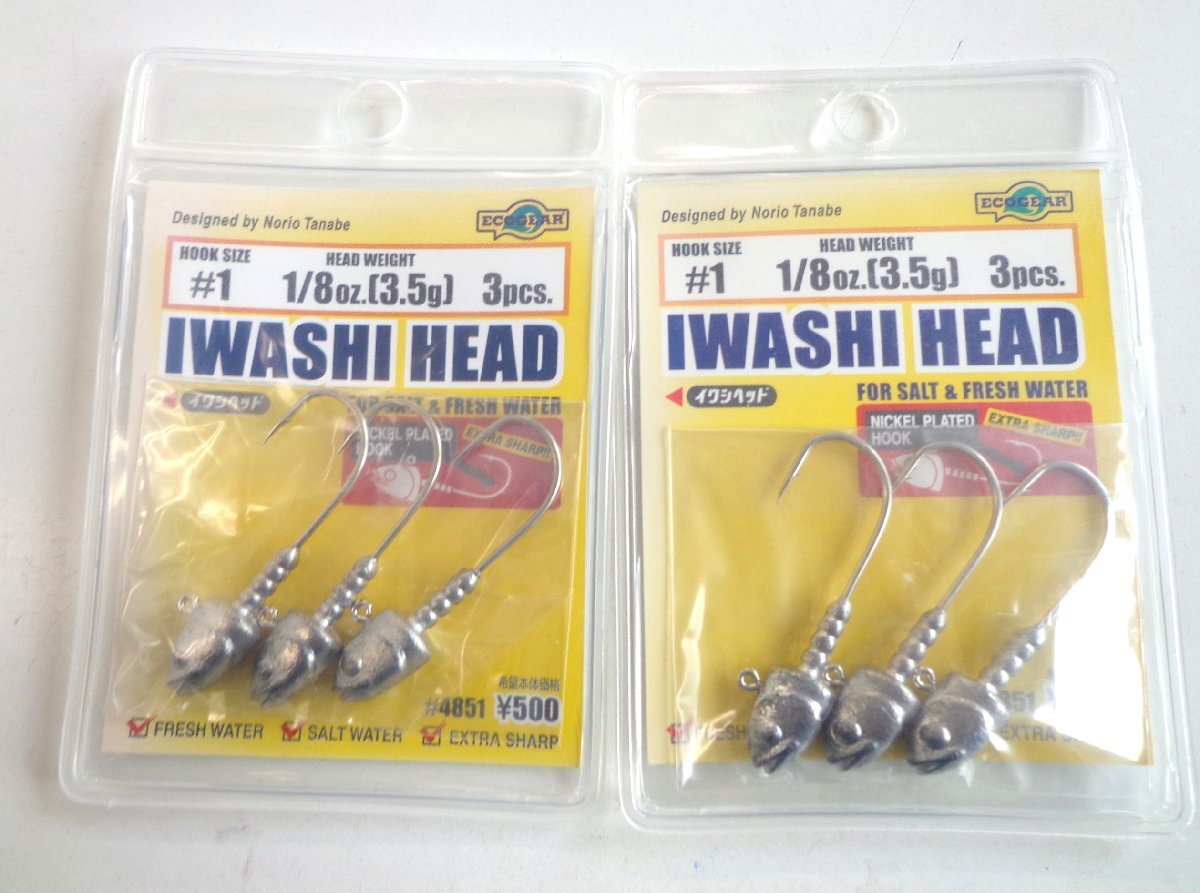 Designed by Norio Tanabe
ECOGEAR
HOOK SIZE
HEAD WEIGHT
#1
1/8oz.(3.5g)
3pcs.
IWASHI HEAD
イワシヘッド
FOR SALT & FRESH WATER
NICKEL PLATED
HOOK
EXTRA SHARP!!
希望本体価格
#4851 ¥500
FRESH WATER
SALT WATER
EXTRA SHARP
Designed by Norio Tanabe
ECOGEAR
HOOK SIZE
HEAD WEIGHT
#1
1/8oz.(3.5g)
3pcs.
IWASHI HEAD
イワシヘッド
FOR SALT & FRESH WATER
NICKEL PLATED
HOOK
EXTRA SHARP!!
EXTRA